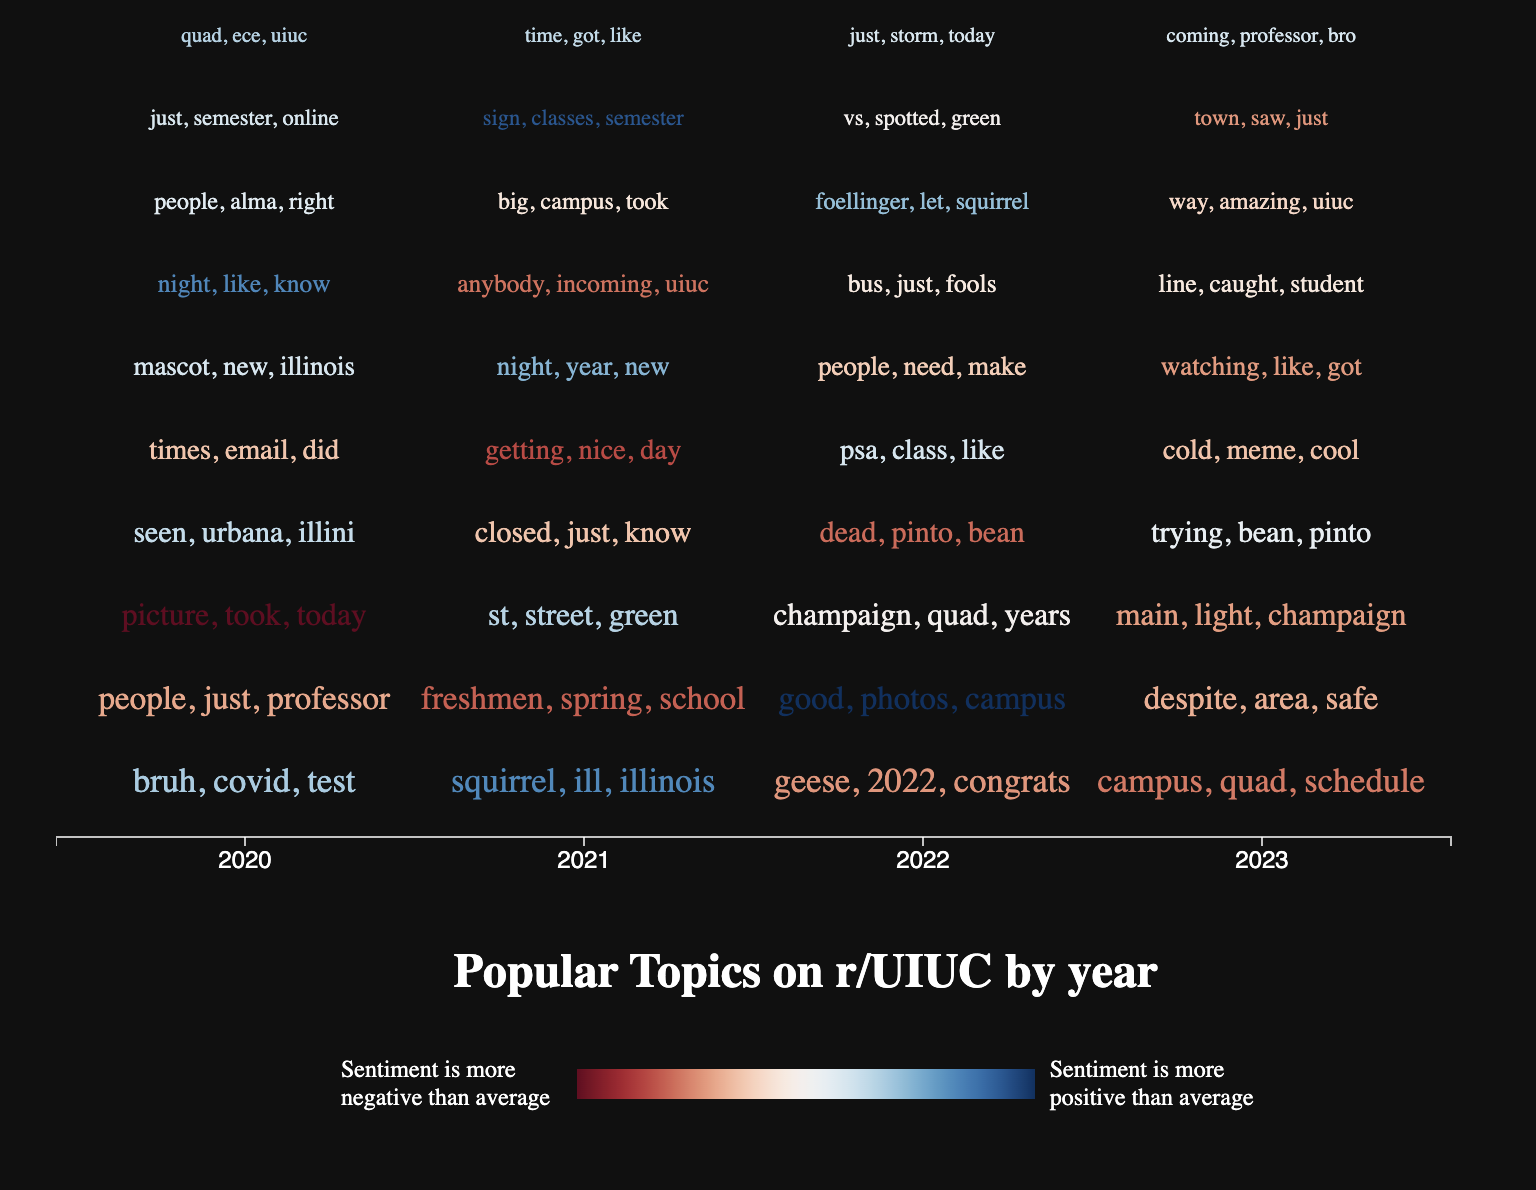 quad, ece, uiuc
time, got, like
just, storm, today
coming, professor, bro
just, semester, online
sign, classes, semester
vs, spotted, green
town, saw, just
people, alma, right
big, campus, took
foellinger, let, squirrel
way, amazing, uiuc
night, like, know
anybody, incoming, uiuc
bus, just, fools
line, caught, student
mascot, new, illinois
night, year, new
people, need, make
watching, like, got
times, email, did
getting, nice, day
psa, class, like
cold, meme, cool
seen, urbana, illini
closed, just, know
dead, pinto, bean
trying, bean, pinto
picture, took, today
st, street, green
champaign, quad, years
main, light, champaign
people, just, professor
freshmen, spring, school
good, photos, campus
despite, area, safe
bruh, covid, test
squirrel, ill, illinois
geese, 2022, congrats
campus, quad, schedule
2020
2021
2022
2023
Popular Topics on r/UIUC by year
Sentiment is more
negative than average
Sentiment is more
positive than average